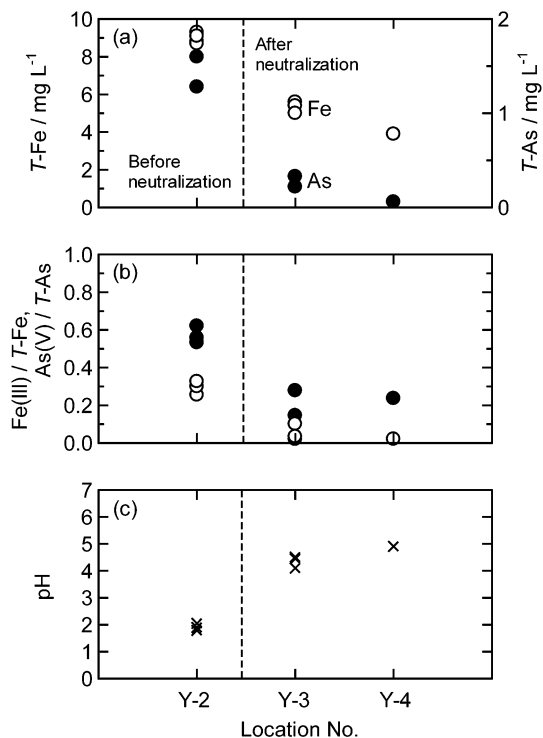 (a)
After
neutralization
Fe
As
Before
neutralization
T-Fe / mg L⁻¹
10
8
6
4
2
0
T-As / mg L⁻¹
2
1
0
(b)
Fe(III) / T-Fe,
As(V) / T-As
1.0
0.8
0.6
0.4
0.2
0.0
(c)
pH
7
6
5
4
3
2
1
0
Y-2 Y-3 Y-4
Location No.